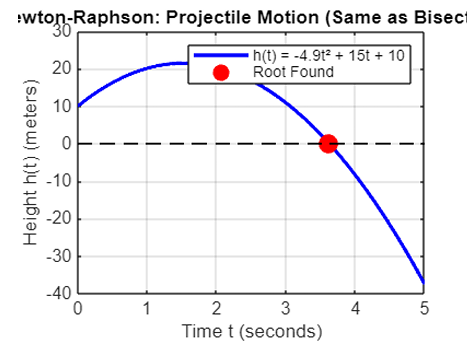 ewton-Raphson: Projectile Motion (Same as Bisect
30
h(t) = -4.9t² + 15t + 10
Root Found
20
10
0
-10
-20
-30
-40
Height h(t) (meters)
0 1 2 3 4 5
Time t (seconds)